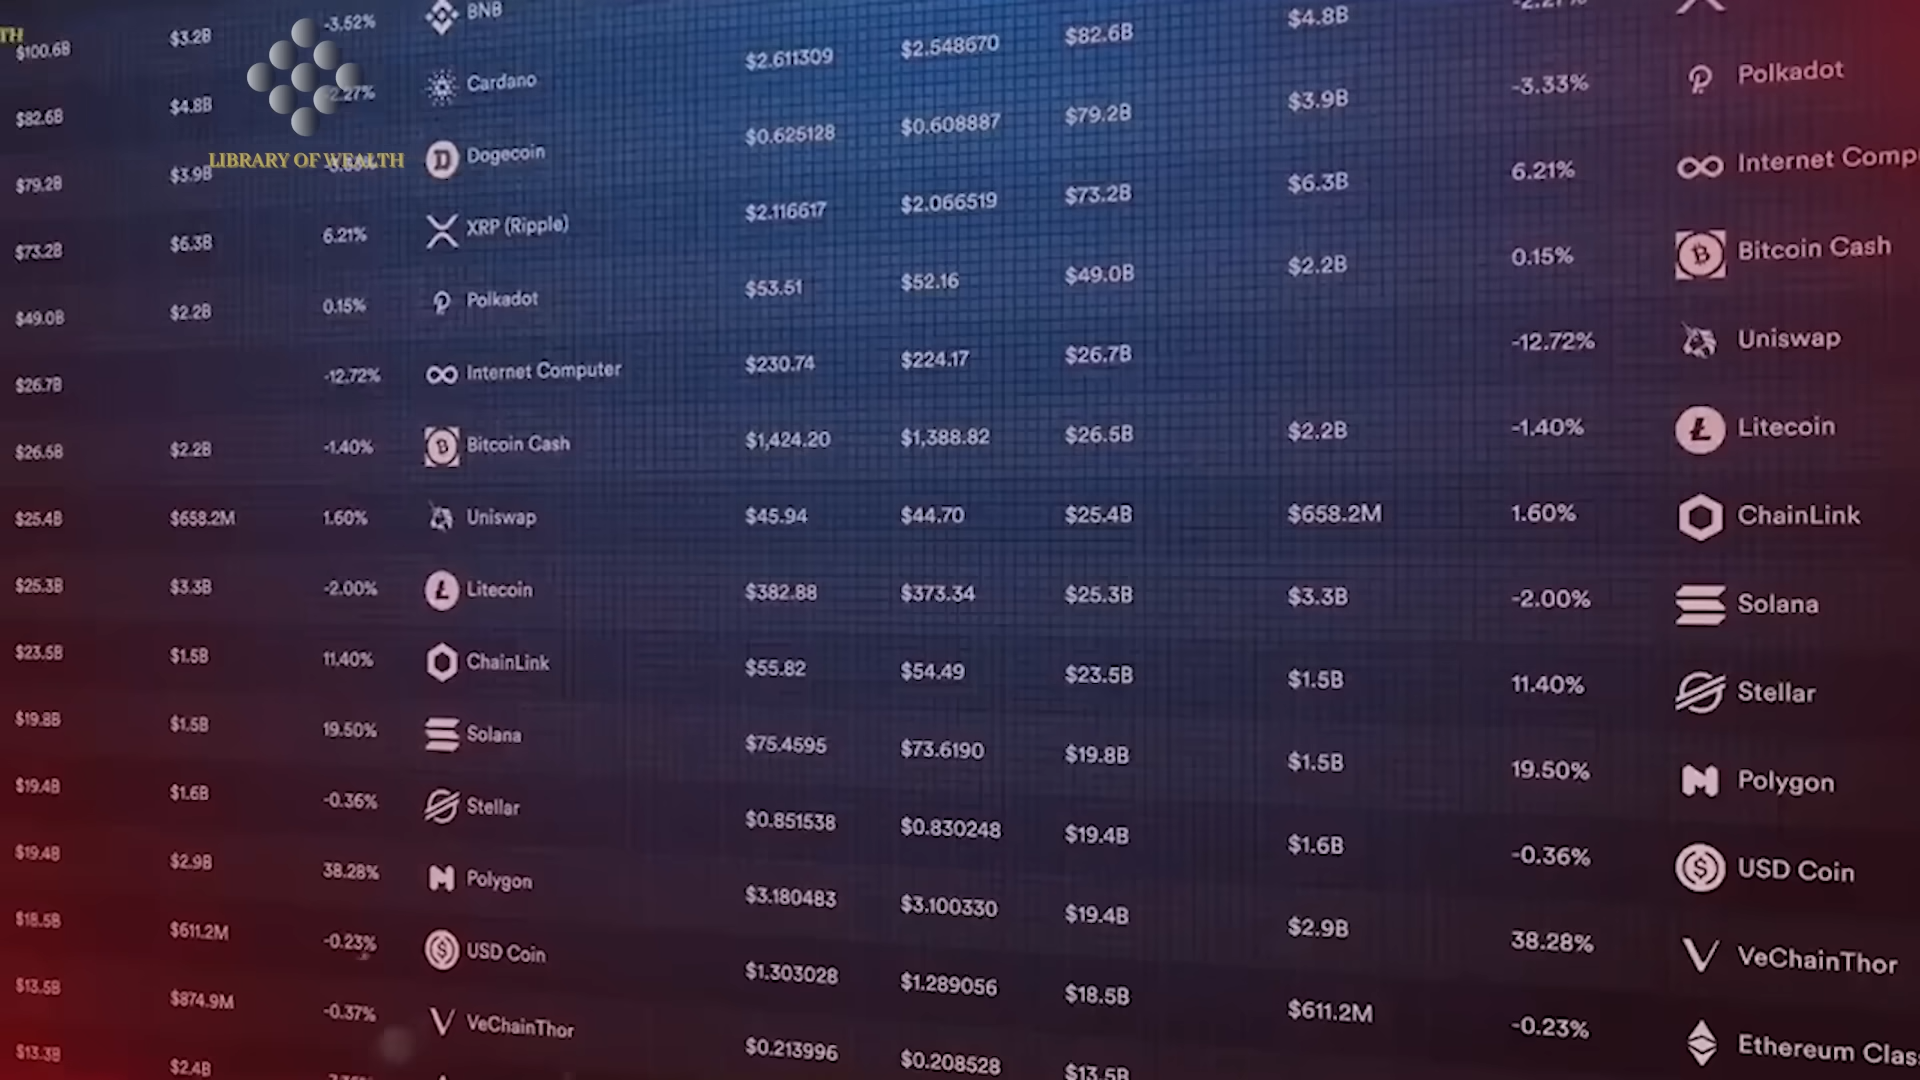 TH
$100.6B $3.2B -3.52% BNB $4.8B
$2.611309 $2.548670 $82.6B
$82.6B $4.8B 2.27% Cardano $3.9B -3.33% Polkadot
$0.625128 $0.608887 $79.2B
LIBRARY OF WEALTH
$79.2B $3.9B Dogecoin $6.3B 6.21% Internet Comp
$2.116617 $2.066519 $73.2B
$73.2B $6.3B 6.21% XRP (Ripple) $2.2B 0.15% Bitcoin Cash
$53.51 $52.16 $49.0B
$49.0B $2.2B 0.15% Polkadot -12.72% Uniswap
$230.74 $224.17 $26.7B
$26.7B -12.72% Internet Computer
$1,424.20 $1,388.82 $26.5B $2.2B -1.40% Litecoin
$26.5B $2.2B -1.40% Bitcoin Cash
$25.4B $658.2M 1.60% Uniswap $45.94 $44.70 $25.4B $658.2M 1.60% ChainLink
$25.3B $3.3B -2.00% Litecoin $382.88 $373.34 $25.3B $3.3B -2.00% Solana
$23.5B $1.5B 11.40% ChainLink $55.82 $54.49 $23.5B $1.5B 11.40% Stellar
$19.8B $1.5B 19.50% Solana $75.4595 $73.6190 $19.8B $1.5B 19.50% Polygon
$19.4B $1.6B -0.36% Stellar $0.851538 $0.830248 $19.4B $1.6B -0.36% USD Coin
$19.4B $2.9B 38.28% Polygon $3.180483 $3.100330 $19.4B $2.9B 38.28% VeChainThor
$18.5B $611.2M -0.23% USD Coin $1.303028 $1.289056 $18.5B $611.2M -0.23% Ethereum Clas
$13.5B $874.9M -0.37% VeChainThor $0.213996 $0.208528 $13.5B
$13.3B $2.4B